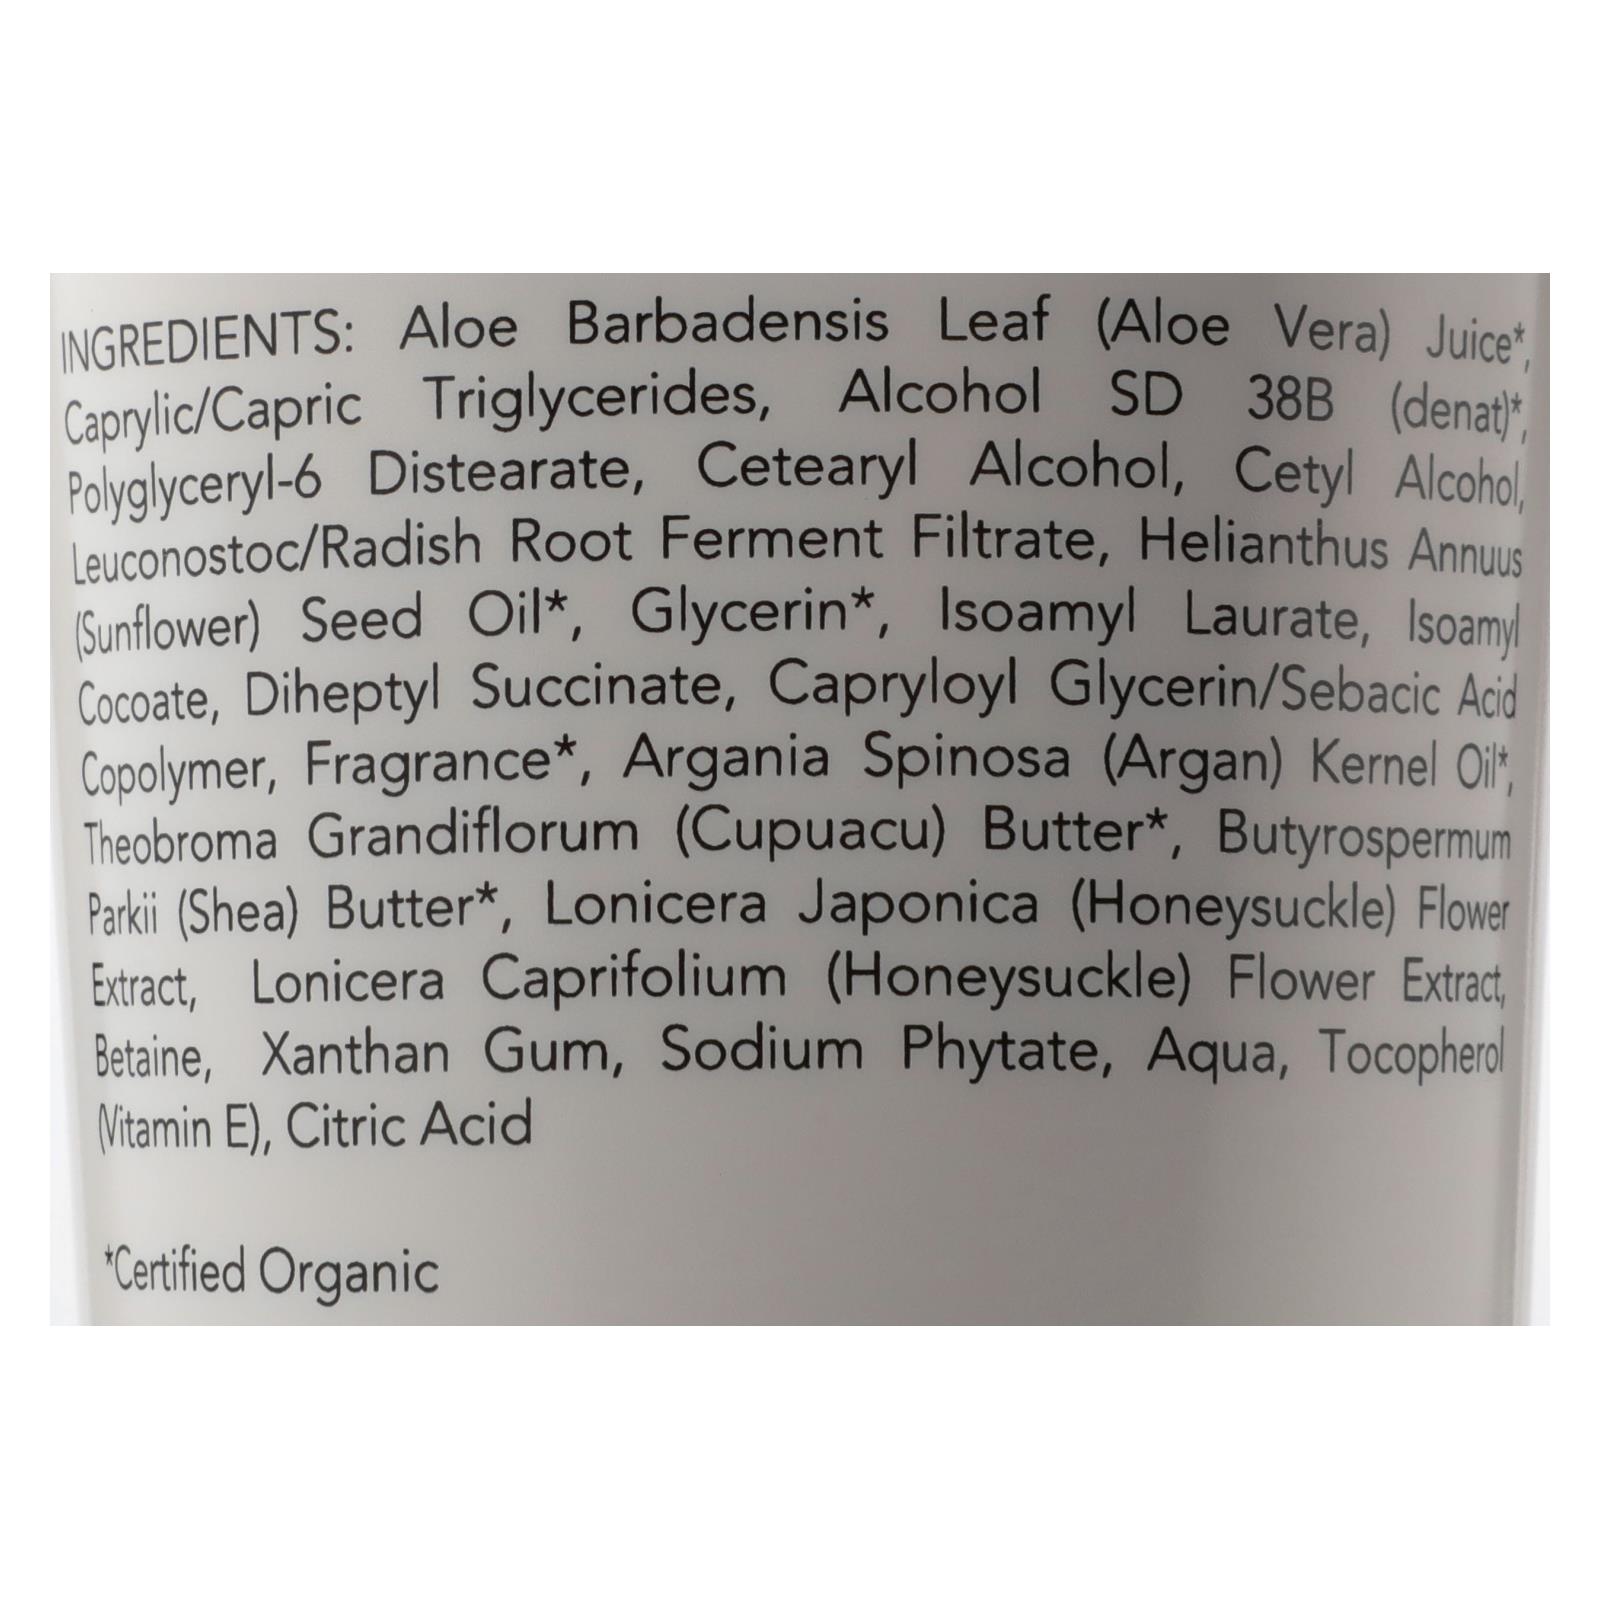 INGREDIENTS: Aloe Barbadensis Leaf (Aloe Vera) Juice*,
Caprylic/Capric Triglycerides, Alcohol SD 38B (denat)*,
Polyglyceryl-6 Distearate, Cetearyl Alcohol, Cetyl Alcohol,
Leuconostoc/Radish Root Ferment Filtrate, Helianthus Annuus
(Sunflower) Seed Oil*, Glycerin*, Isoamyl Laurate, Isoamyl
Cocoate, Diheptyl Succinate, Capryloyl Glycerin/Sebacic Acid
Copolymer, Fragrance*, Argania Spinosa (Argan) Kernel Oil*,
Theobroma Grandiflorum (Cupuacu) Butter*, Butyrospermum
Parkii (Shea) Butter*, Lonicera Japonica (Honeysuckle) Flower
Extract, Lonicera Caprifolium (Honeysuckle) Flower Extract,
Betaine, Xanthan Gum, Sodium Phytate, Aqua, Tocopherol
(Vitamin E), Citric Acid
*Certified Organic